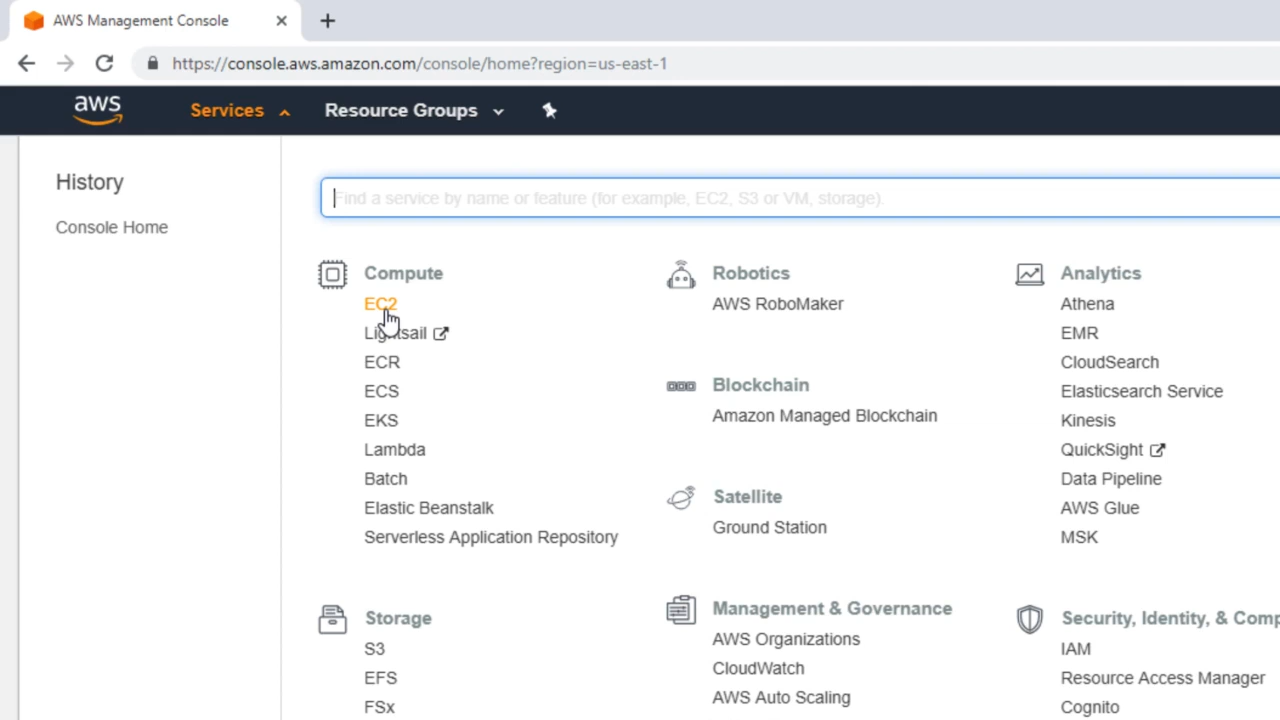 AWS Management Console
https://console.aws.amazon.com/console/home?region=us-east-1
aws
Services
Resource Groups
History
Console Home
Find a service by name or feature (for example, EC2, S3 or VM, storage).
Compute
EC2
Lightsail
ECR
ECS
EKS
Lambda
Batch
Elastic Beanstalk
Serverless Application Repository
Storage
S3
EFS
FSx
Robotics
AWS RoboMaker
Blockchain
Amazon Managed Blockchain
Satellite
Ground Station
Management & Governance
AWS Organizations
CloudWatch
AWS Auto Scaling
Analytics
Athena
EMR
CloudSearch
Elasticsearch Service
Kinesis
QuickSight
Data Pipeline
AWS Glue
MSK
Security, Identity, & Comp
IAM
Resource Access Manager
Cognito